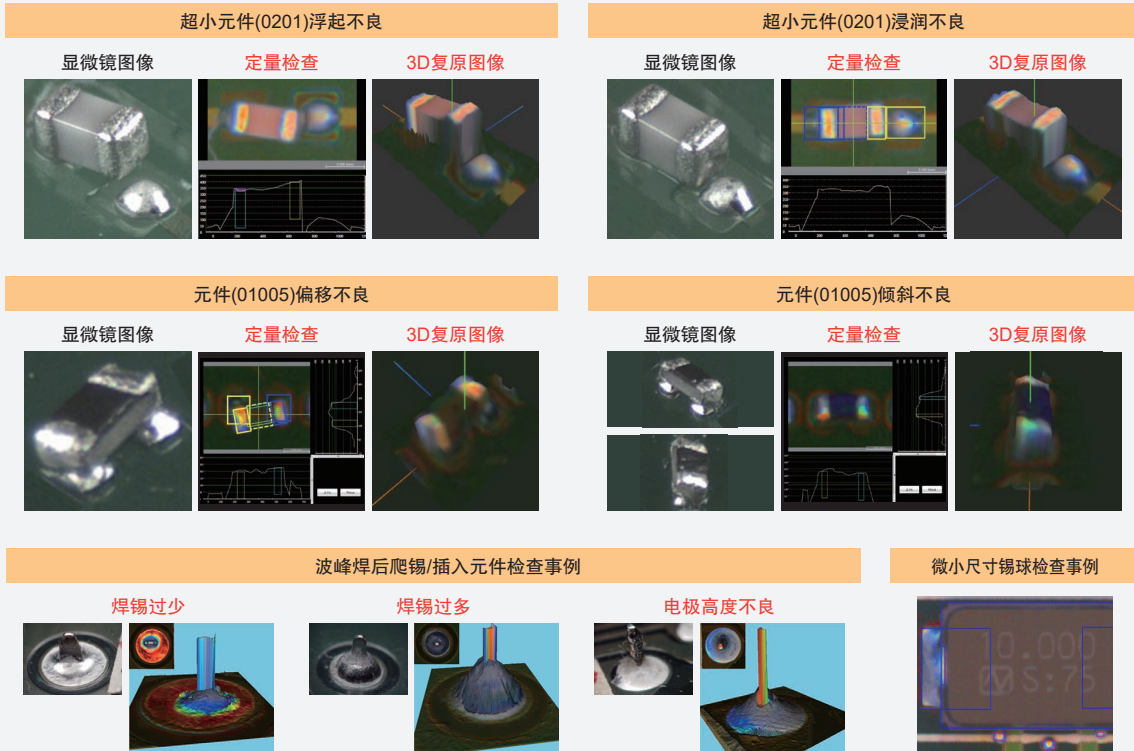 超小元件(0201)浮起不良
超小元件(0201)浸润不良
显微镜图像
定量检查
3D复原图像
显微镜图像
定量检查
3D复原图像
元件(01005)偏移不良
元件(01005)倾斜不良
显微镜图像
定量检查
3D复原图像
显微镜图像
定量检查
3D复原图像
波峰焊后爬锡/插入元件检查事例
微小尺寸锡球检查事例
焊锡过少
焊锡过多
电极高度不良
0.000
S:75